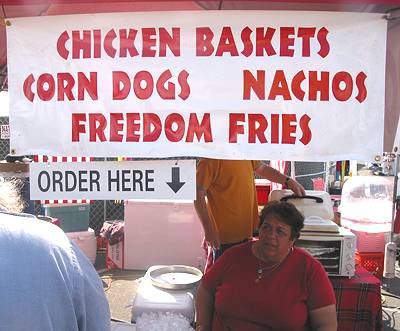 CHICKEN BASKETS
CORN DOGS NACHOS
FREEDOM FRIES
ORDER HERE